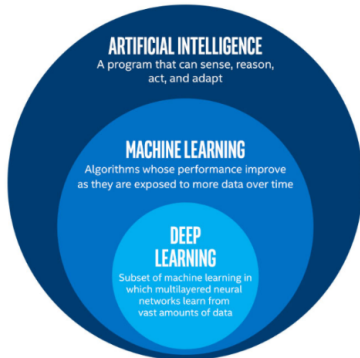 ARTIFICIAL INTELLIGENCE
A program that can sense, reason,
act, and adapt
MACHINE LEARNING
Algorithms whose performance improve
as they are exposed to more data over time
DEEP
LEARNING
Subset of machine learning in
which multilayered neural
networks learn from
vast amounts of data